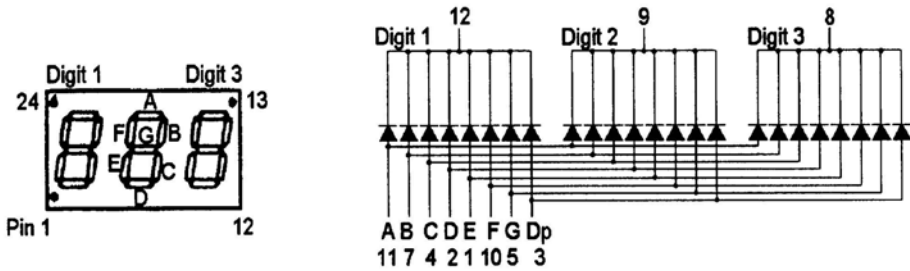 Digit 1 Digit 3
24 13
A
F G B
E C
D
Pin 1 12
12 9 8
Digit 1 Digit 2 Digit 3
A B C D E F G Dp
11 7 4 2 1 10 5 3